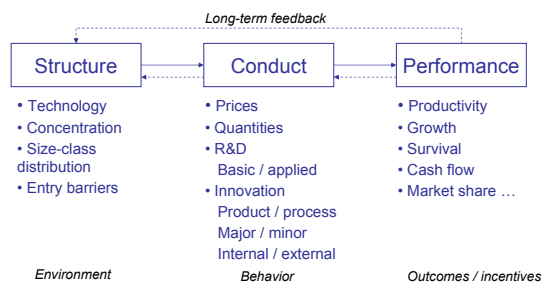 Long-term feedback
Structure
Conduct
Performance
• Technology
• Concentration
• Size-class
distribution
• Entry barriers
• Prices
• Quantities
• R&D
Basic / applied
• Innovation
Product / process
Major / minor
Internal / external
• Productivity
• Growth
• Survival
• Cash flow
• Market share …
Environment
Behavior
Outcomes / incentives